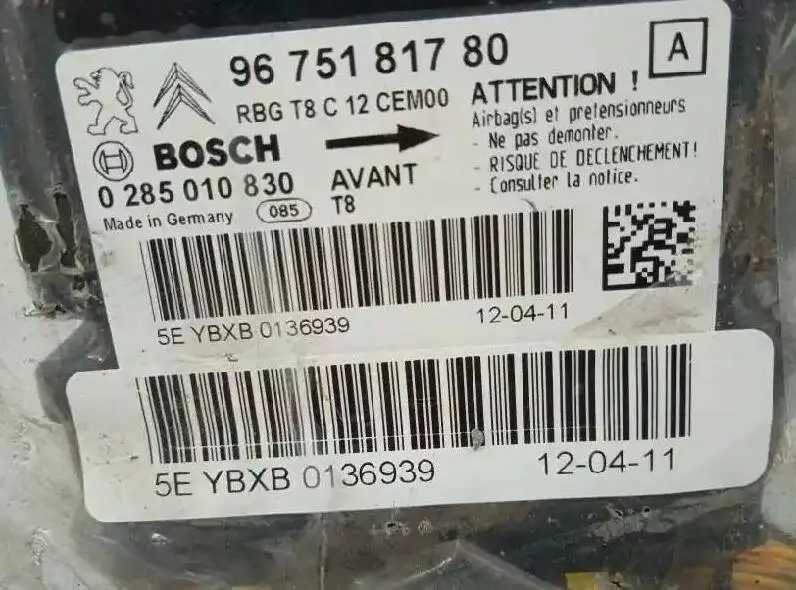 96 751 817 80
A
RBG T8 C 12 CEM00
ATTENTION !
Airbag(s) et pretensionneurs
- Ne pas demonter.
- RISQUE DE DECLENCHEMENT!
- Consulter la notice.
BOSCH
0 285 010 830
AVANT
T8
Made in Germany
085
5E YBXB 0136939
12-04-11
5E YBXB 0136939
12-04-11